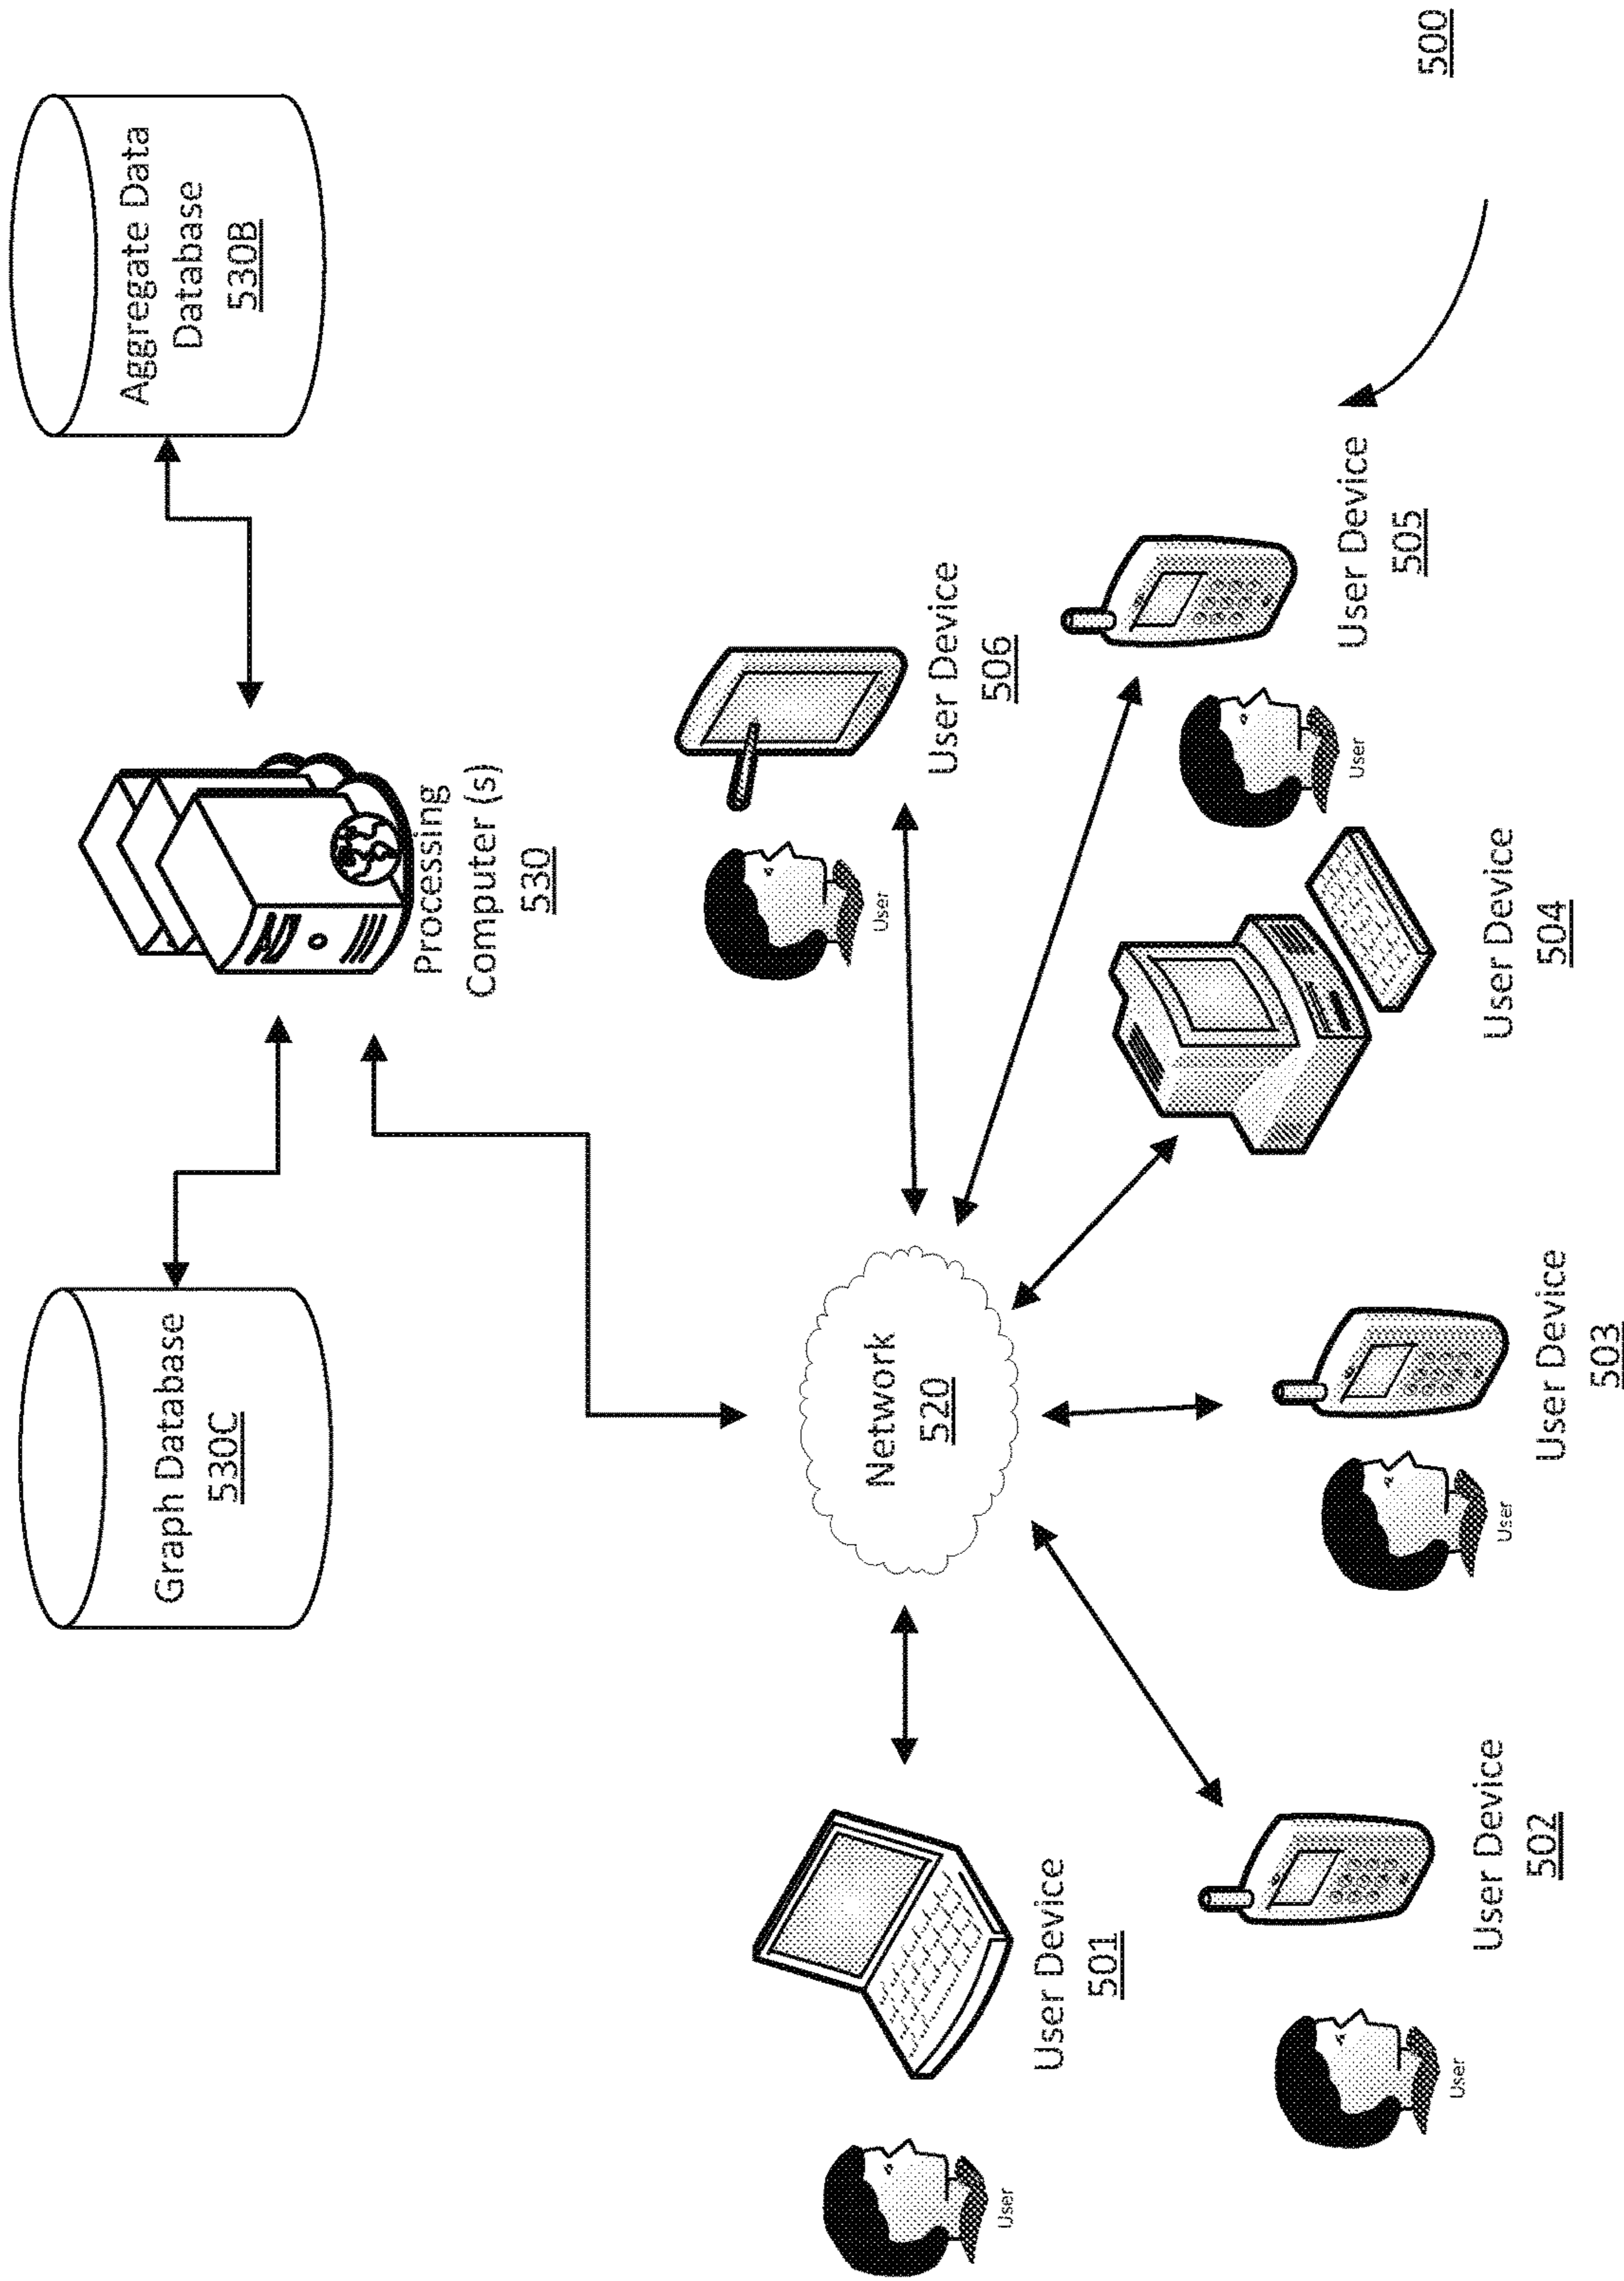 Graph Database
530C
Aggregate Data
Database
530B
Processing
Computer (s)
530
Network
520
User
User Device
501
User
User Device
502
User
User Device
503
User Device
504
User
User Device
505
User
User Device
506
500